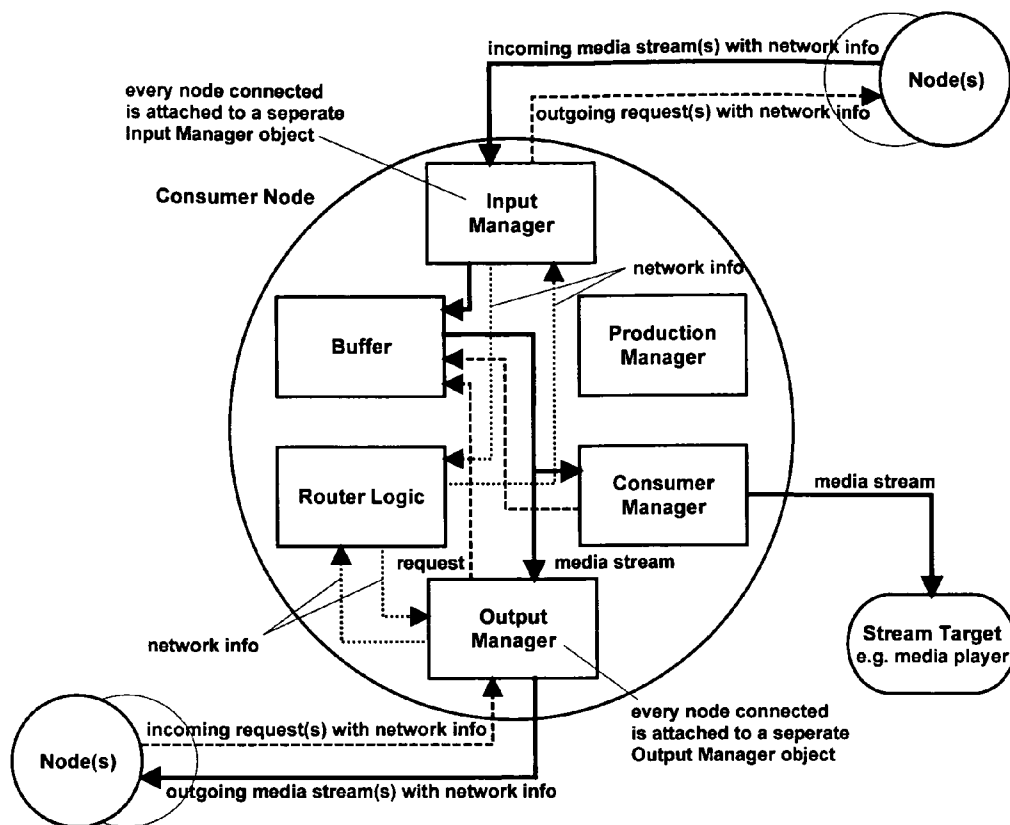 incoming media stream(s) with network info
Node(s)
every node connected
is attached to a seperate
Input Manager object
outgoing request(s) with network info
Consumer Node
Input
Manager
network info
Buffer
Production
Manager
Router Logic
Consumer
Manager
media stream
request
media stream
Output
Manager
network info
Stream Target
e.g. media player
every node connected
is attached to a seperate
Output Manager object
incoming request(s) with network info
Node(s)
outgoing media stream(s) with network info